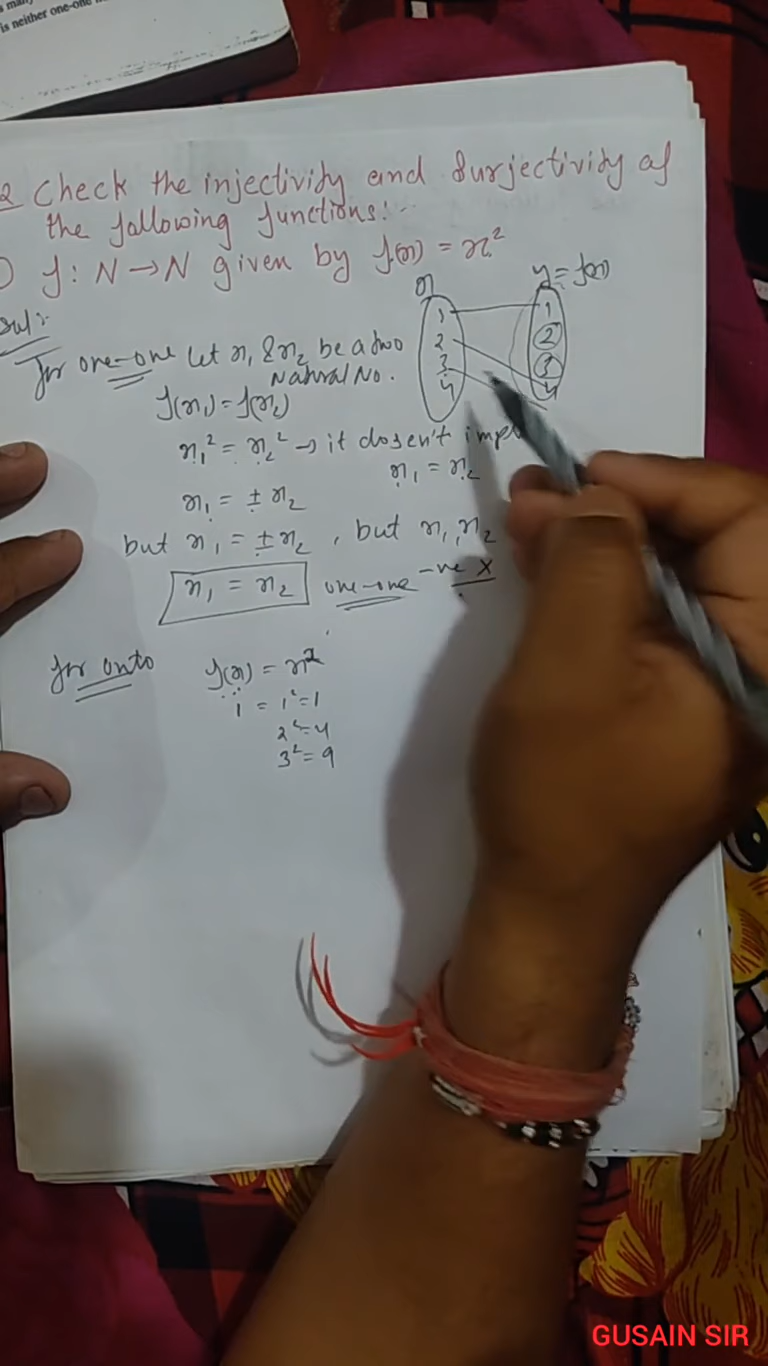 is neither one-one
2 Check the injectivity and Surjectivity of
the following functions:-
f: N → N given by f(x) = x²
Sol:-
x
y = f(x)
1
2
3
4
1
2
3
4
for one-one let x₁ & x₂ be a two
Natural No.
f(x₁) = f(x₂)
x₁² = x₂² → it dosen't
x₁ = x₂
x₁ = ± x₂
but x₁ = ± x₂ , but x₁, x₂
-ve X
x₁ = x₂ one-one
for onto f(x) = x²
1 = 1² = 1
2² = 4
3² = 9
GUSAIN SIR